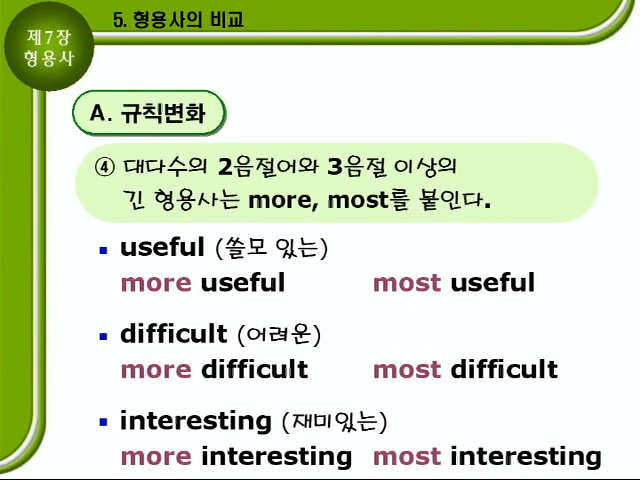 5. 형용사의 비교
제7장
형용사
A. 규칙변화
④ 대다수의 2음절어와 3음절 이상의
긴 형용사는 more, most를 붙인다.
▪ useful (쓸모 있는)
more useful most useful
▪ difficult (어려운)
more difficult most difficult
▪ interesting (재미있는)
more interesting most interesting